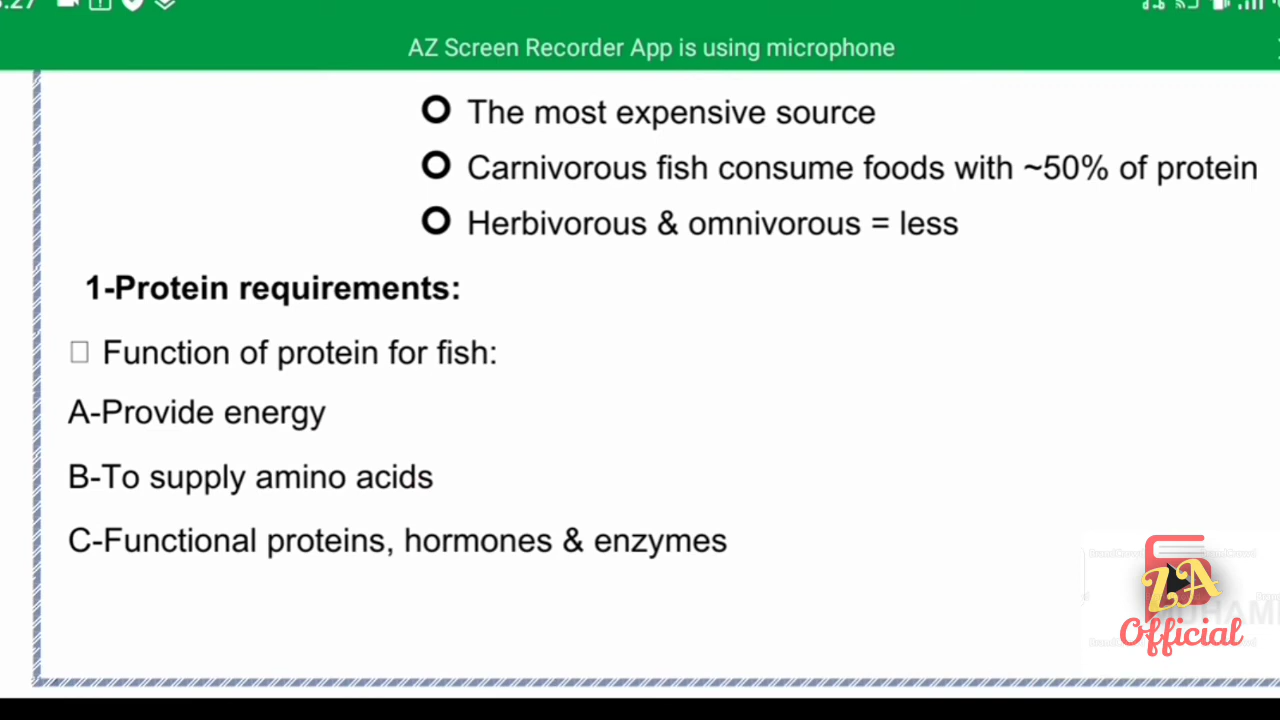 :27
AZ Screen Recorder App is using microphone
The most expensive source
Carnivorous fish consume foods with ~50% of protein
Herbivorous & omnivorous = less
1-Protein requirements:
Function of protein for fish:
A-Provide energy
B-To supply amino acids
C-Functional proteins, hormones & enzymes
ZA
Official